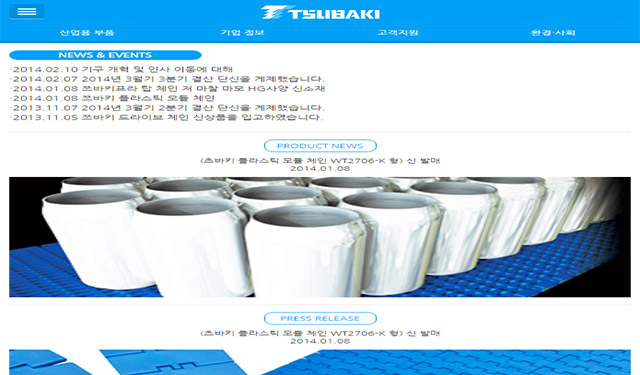 TSUBAKI
산업용 부품 기업 정보 고객지원 환경·사회
NEWS & EVENTS
·2014.02.10 기구 개혁 및 인사 이동에 대해
·2014.02.07 2014년 3월기 3분기 결산 단신을 게제했습니다.
·2014.01.08 쯔바키프라 탑 체인 저 마찰 마모 HG사양 신소재
·2014.01.08 쯔바키 플라스틱 모듈 체인
·2013.11.07 2014년 3월기 2분기 결산 단신을 게제했습니다.
·2013.11.05 쯔바키 드라이브 체인 신상품을 입고하였습니다.
PRODUCT NEWS
(츠바키 플라스틱 모듈 체인 WT2706-K 형) 신 발매
2014.01.08
PRESS RELEASE
(츠바키 플라스틱 모듈 체인 WT2706-K 형) 신 발매
2014.01.08